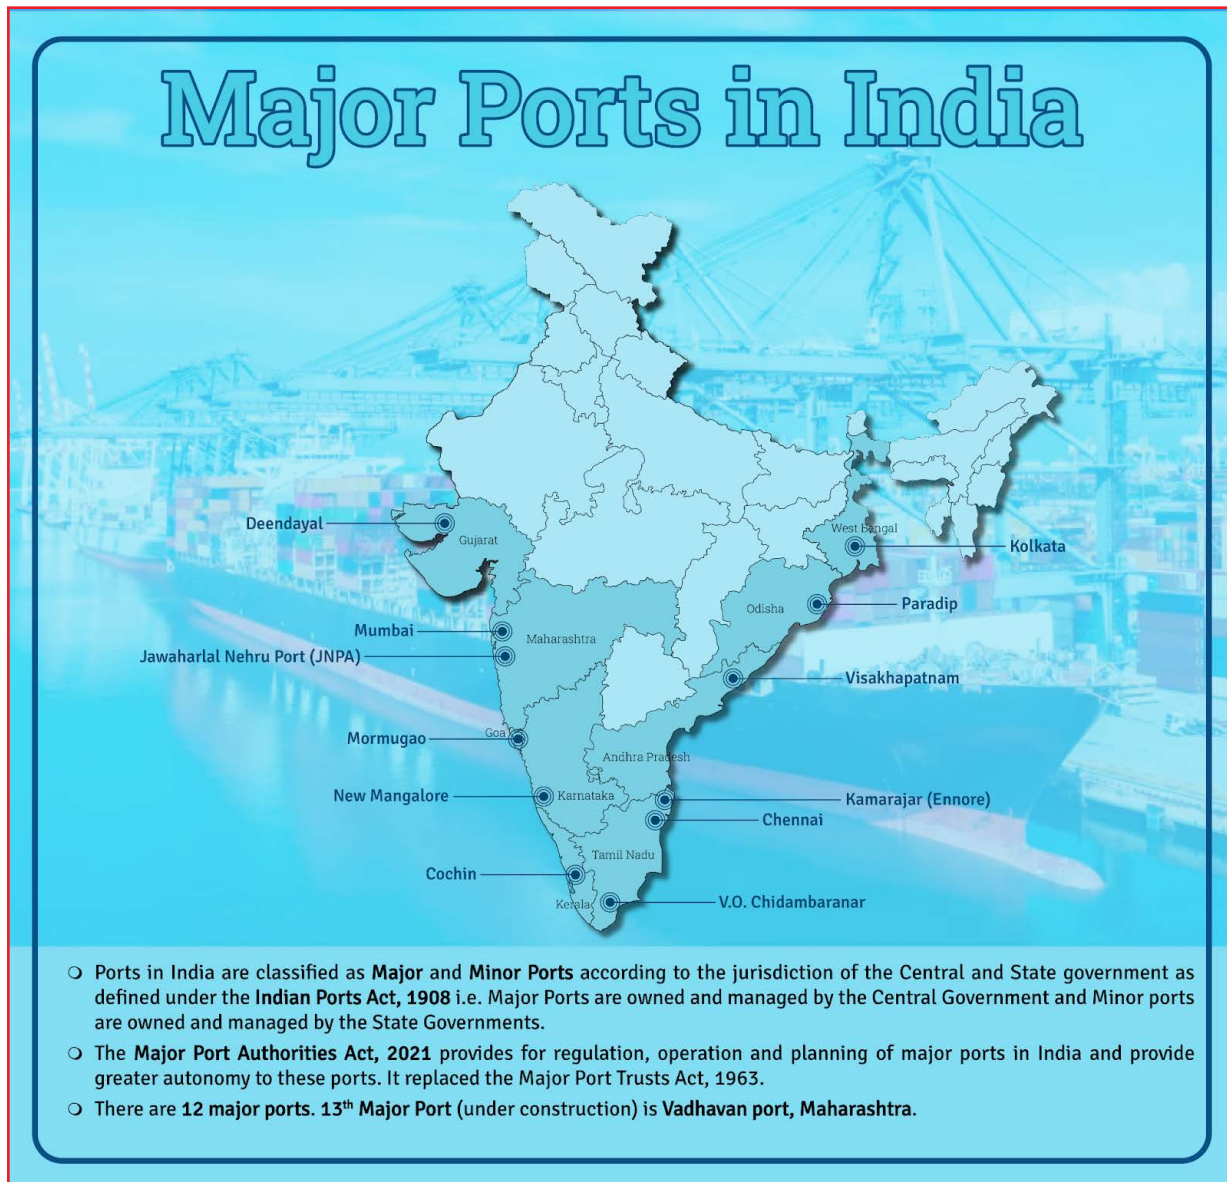 Major Ports in India
Deendayal
Gujarat
West Bengal
Kolkata
Odisha
Paradip
Mumbai
Maharashtra
Jawaharlal Nehru Port (JNPA)
Visakhapatnam
Goa
Mormugao
Andhra Pradesh
New Mangalore
Karnataka
Kamarajar (Ennore)
Chennai
Tamil Nadu
Cochin
Kerala
V.O. Chidambaranar
❍ Ports in India are classified as Major and Minor Ports according to the jurisdiction of the Central and State government as
defined under the Indian Ports Act, 1908 i.e. Major Ports are owned and managed by the Central Government and Minor ports
are owned and managed by the State Governments.
❍ The Major Port Authorities Act, 2021 provides for regulation, operation and planning of major ports in India and provide
greater autonomy to these ports. It replaced the Major Port Trusts Act, 1963.
❍ There are 12 major ports. 13th Major Port (under construction) is Vadhavan port, Maharashtra.